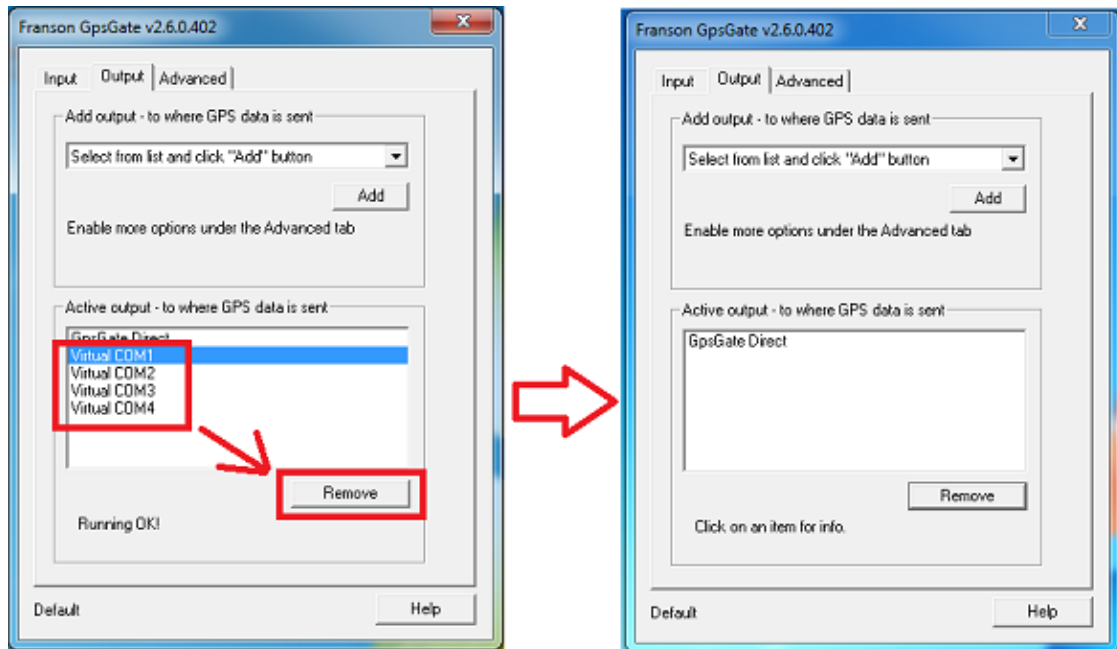 Franson GpsGate v2.6.0.402
Input Output Advanced
Add output - to where GPS data is sent
Select from list and click "Add" button
Add
Enable more options under the Advanced tab
Active output - to where GPS data is sent
GpsGate Direct
Virtual COM1
Virtual COM2
Virtual COM3
Virtual COM4
Remove
Running OK!
Default
Help
Franson GpsGate v2.6.0.402
Input Output Advanced
Add output - to where GPS data is sent
Select from list and click "Add" button
Add
Enable more options under the Advanced tab
Active output - to where GPS data is sent
GpsGate Direct
Remove
Click on an item for info.
Default
Help